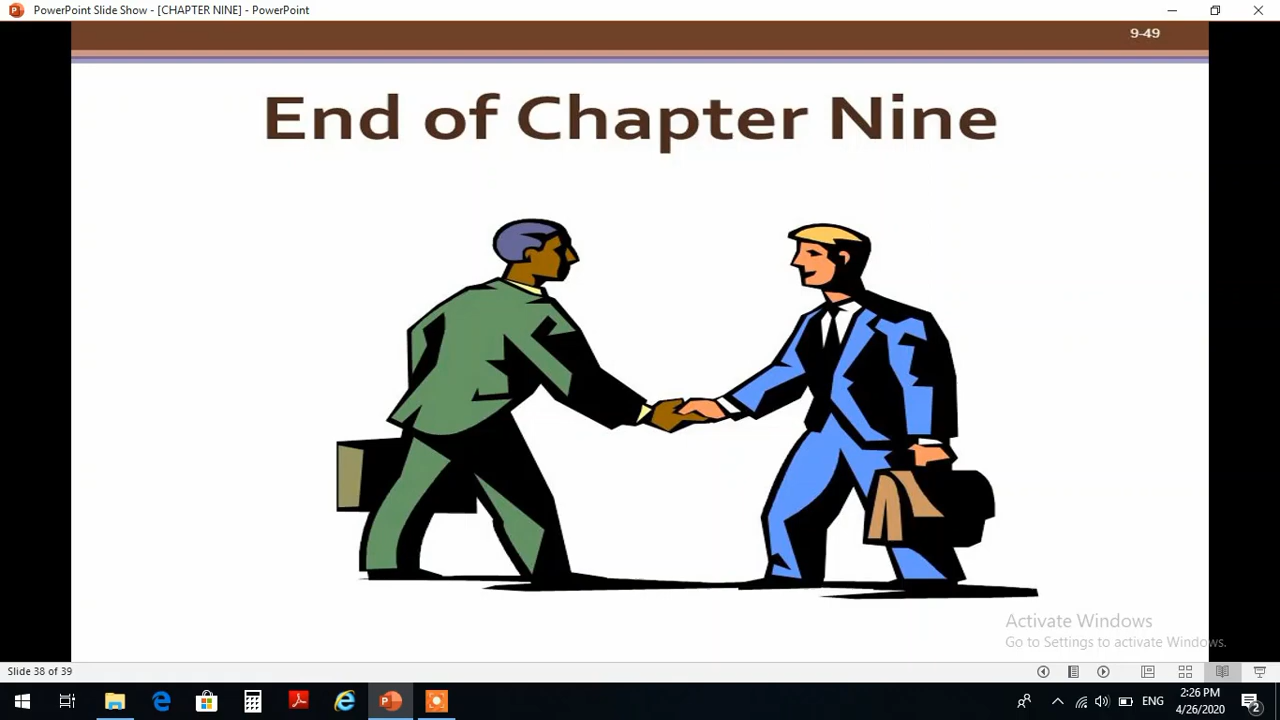 PowerPoint Slide Show - [CHAPTER NINE] - PowerPoint
9-49
End of Chapter Nine
Activate Windows
Go to Settings to activate Windows.
Slide 38 of 39
ENG
2:26 PM
4/26/2020
2